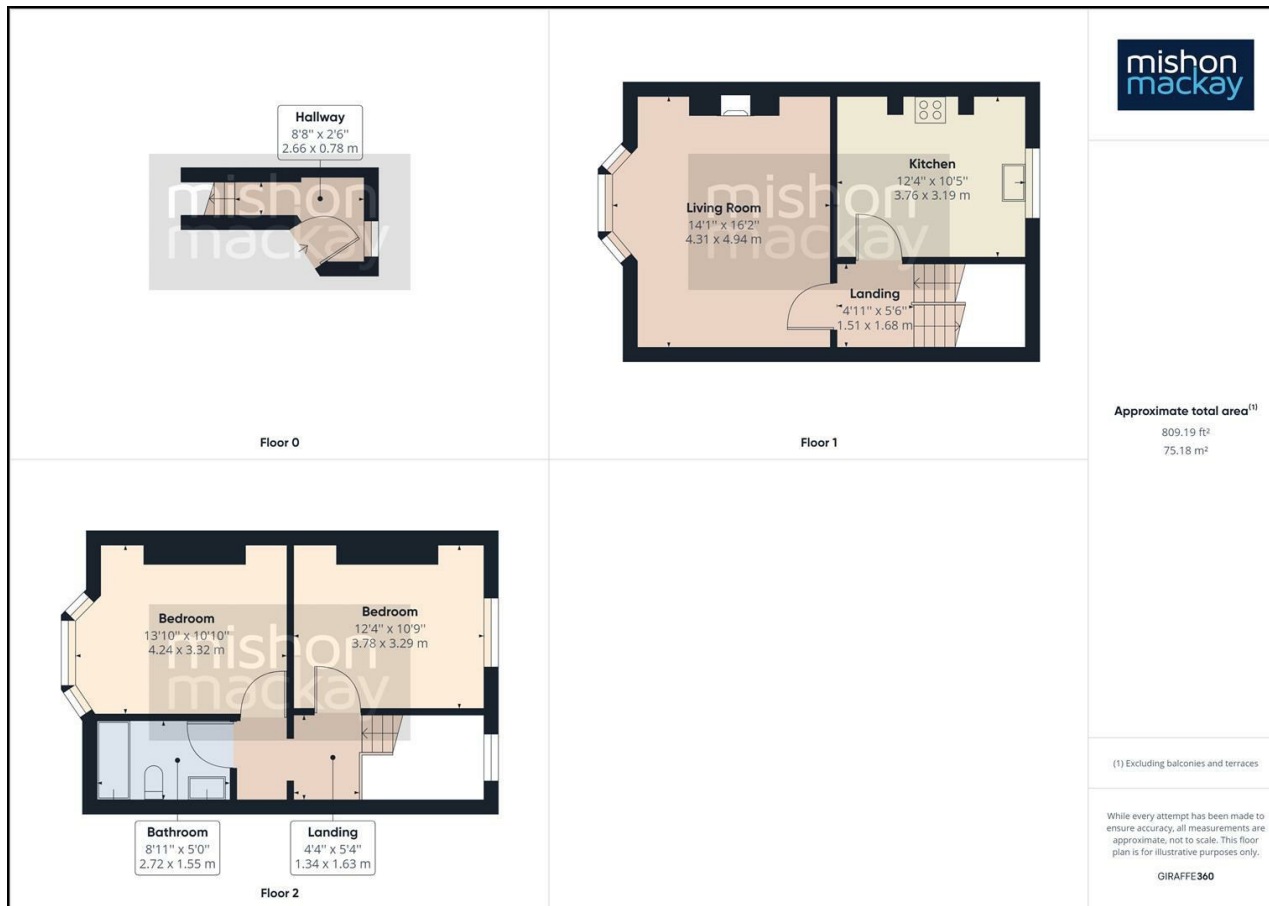 Hallway
8'8" x 2'6"
2.66 x 0.78 m
mishon
mackay
Floor 0
Living Room
14'1" x 16'2"
4.31 x 4.94 m
Kitchen
12'4" x 10'5"
3.76 x 3.19 m
Landing
4'11" x 5'6"
1.51 x 1.68 m
mishon
mackay
Floor 1
Bedroom
13'10" x 10'10"
4.24 x 3.32 m
Bedroom
12'4" x 10'9"
3.78 x 3.29 m
mishon
mackay
Bathroom
8'11" x 5'0"
2.72 x 1.55 m
Landing
4'4" x 5'4"
1.34 x 1.63 m
Floor 2
mishon
mackay
Approximate total area(1)
809.19 ft²
75.18 m²
(1) Excluding balconies and terraces
While every attempt has been made to
ensure accuracy, all measurements are
approximate, not to scale. This floor
plan is for illustrative purposes only.
GIRAFFE360